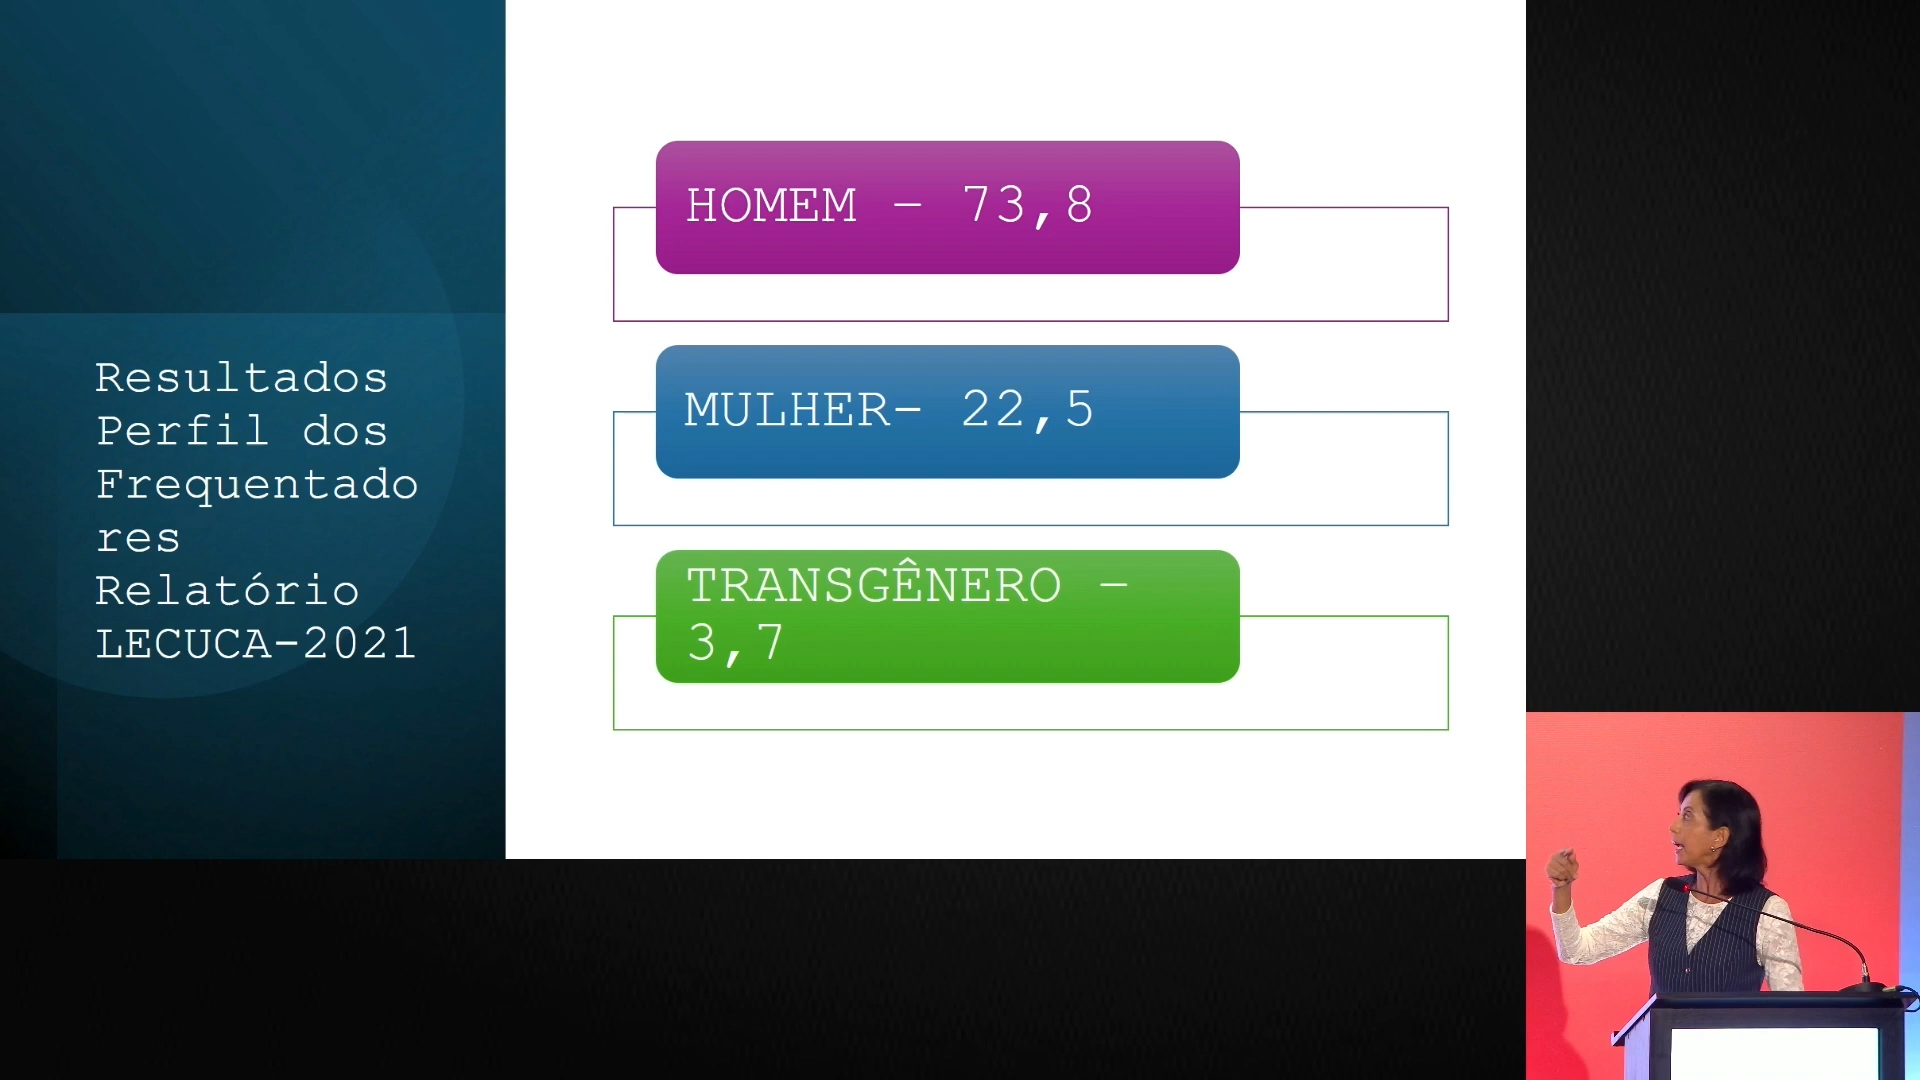 Resultados
Perfil dos
Frequentado
res
Relatório
LECUCA-2021
HOMEM – 73,8
MULHER- 22,5
TRANSGÊNERO –
3,7